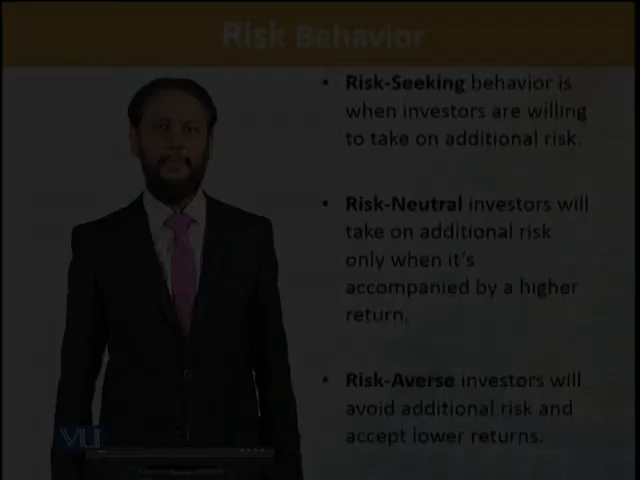 Risk Behavior
• Risk-Seeking behavior is
when investors are willing
to take on additional risk.
• Risk-Neutral investors will
take on additional risk
only when it's
accompanied by a higher
return.
• Risk-Averse investors will
avoid additional risk and
accept lower returns.
VU